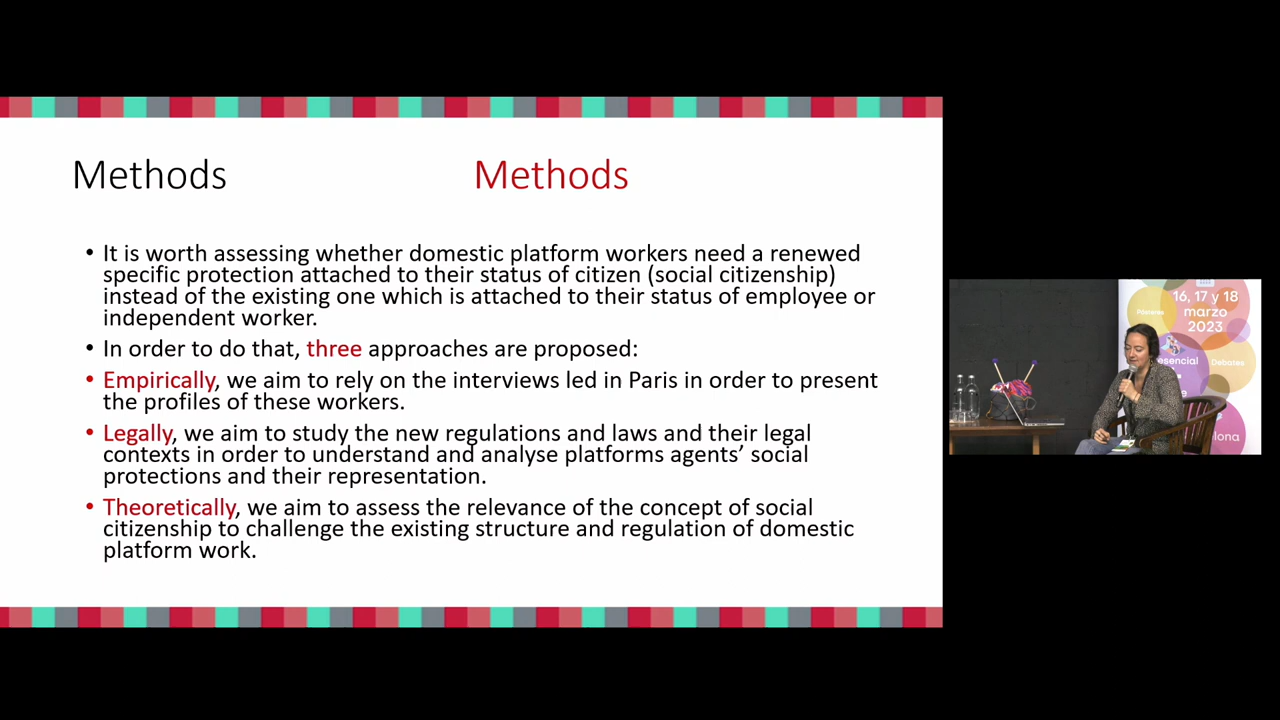 Methods
Methods
• It is worth assessing whether domestic platform workers need a renewed
specific protection attached to their status of citizen (social citizenship)
instead of the existing one which is attached to their status of employee or
independent worker.
• In order to do that, three approaches are proposed:
• Empirically, we aim to rely on the interviews led in Paris in order to present
the profiles of these workers.
• Legally, we aim to study the new regulations and laws and their legal
contexts in order to understand and analyse platforms agents’ social
protections and their representation.
• Theoretically, we aim to assess the relevance of the concept of social
citizenship to challenge the existing structure and regulation of domestic
platform work.
16, 17 y 18
marzo
2023
esencial
Debates
lona